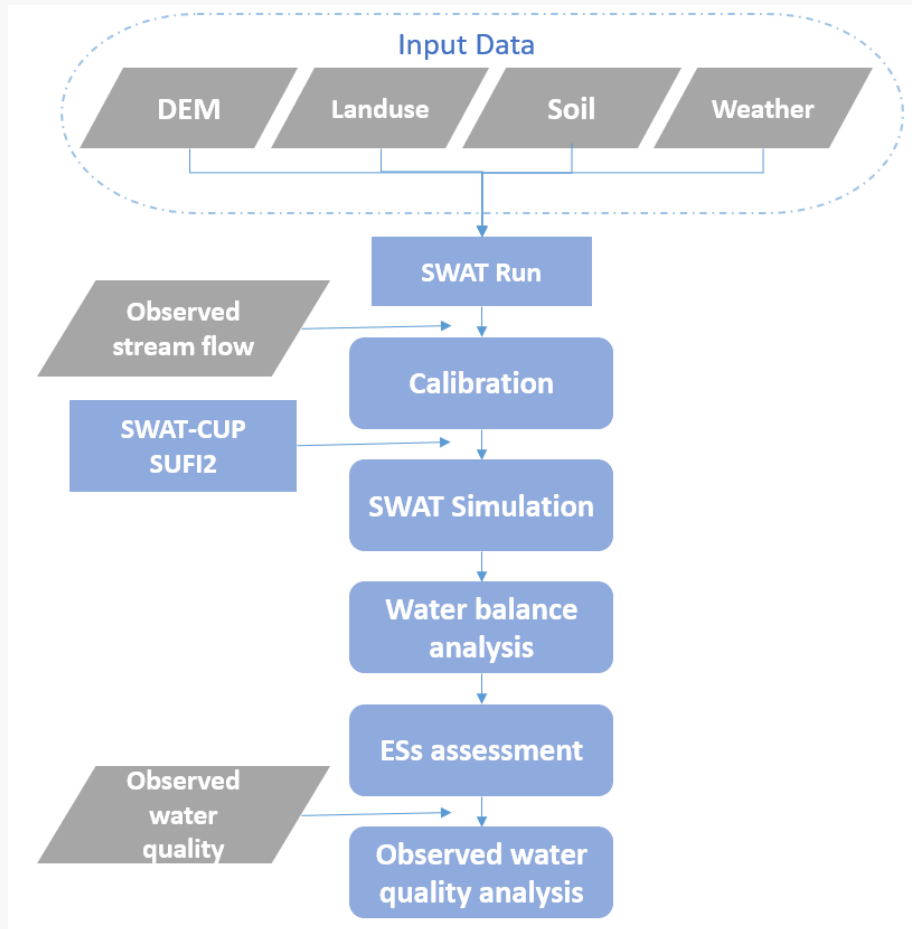 Input Data
DEM
Landuse
Soil
Weather
SWAT Run
Observed
stream flow
Calibration
SWAT-CUP
SUFI2
SWAT Simulation
Water balance
analysis
ESs assessment
Observed
water
quality
Observed water
quality analysis